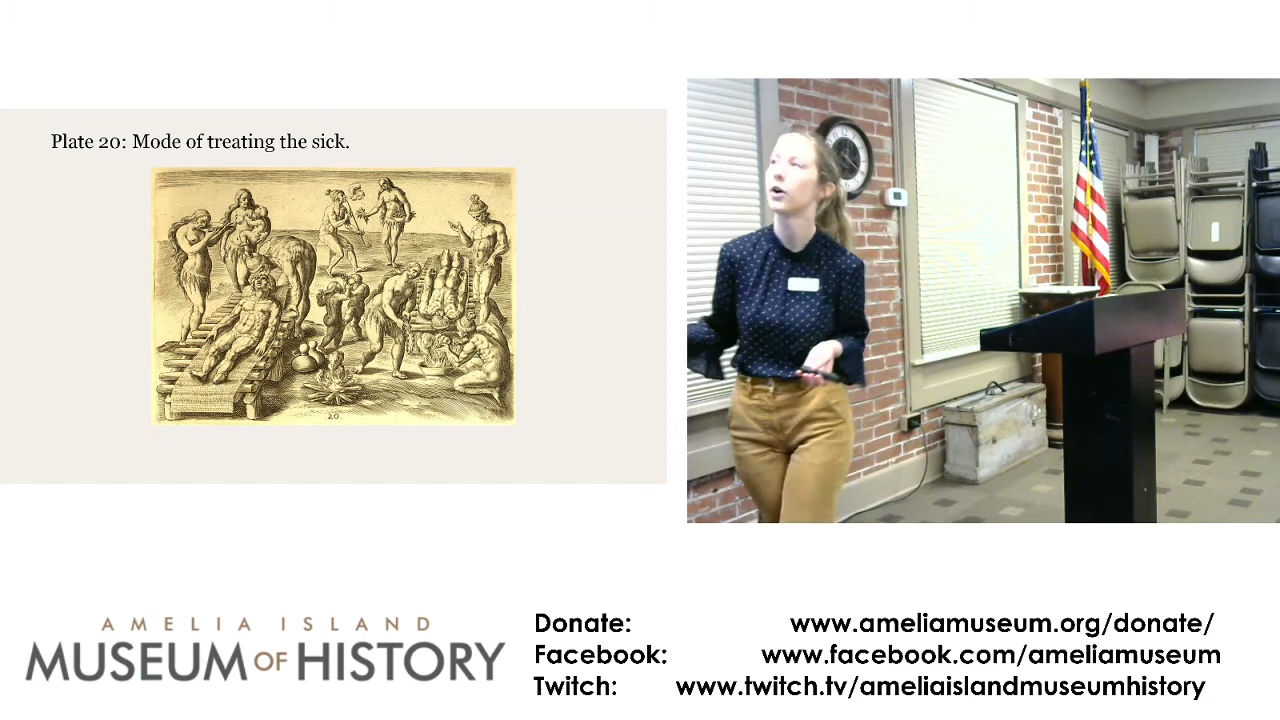 Plate 20: Mode of treating the sick.
20.
AMELIA ISLAND
MUSEUM OF HISTORY
Donate: www.ameliamuseum.org/donate/
Facebook: www.facebook.com/ameliamuseum
Twitch: www.twitch.tv/ameliaislandmuseumhistory